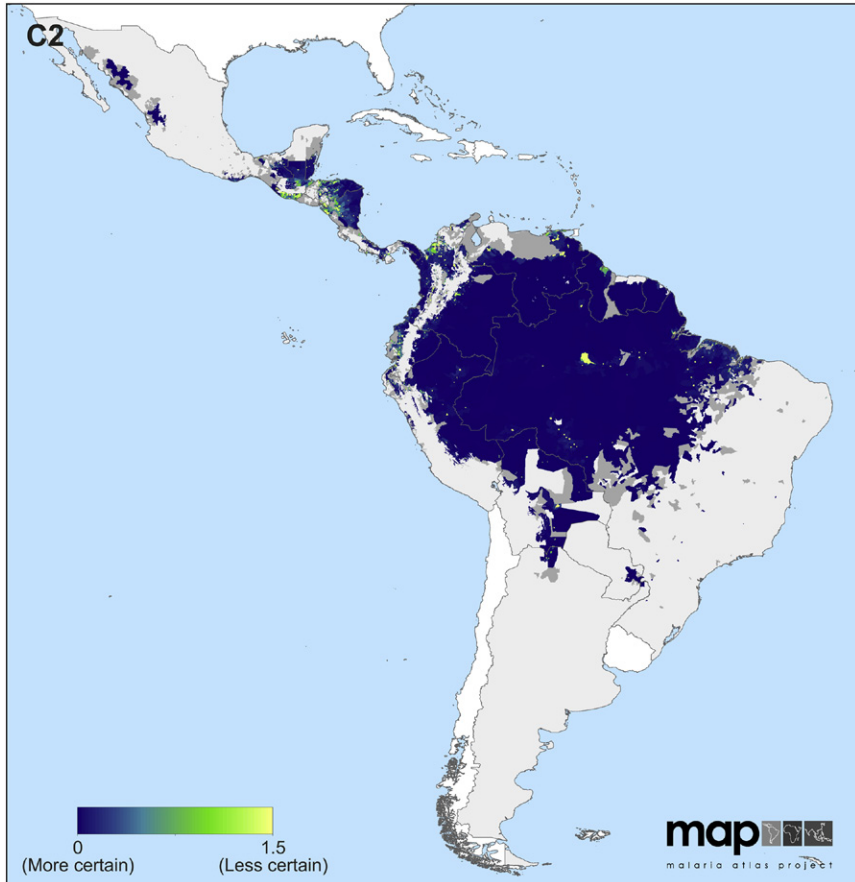 C2
0
1.5
(More certain)
(Less certain)
map
malaria atlas project